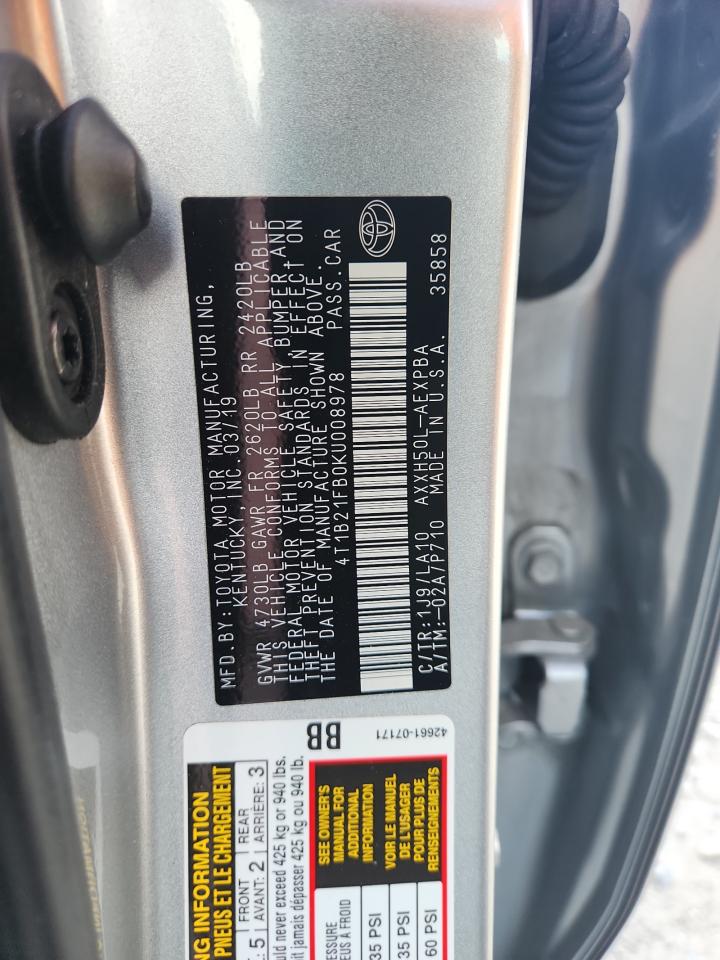 MFD.BY:TOYOTA MOTOR MANUFACTURING,
KENTUCKY, INC. 03/19
GVWR 4730LB GAWR FR 2620LB RR 2420LB
THIS VEHICLE CONFORMS TO ALL APPLICABLE
FEDERAL MOTOR VEHICLE SAFETY, BUMPER AND
THEFT PREVENTION STANDARDS IN EFFECT ON
THE DATE OF MANUFACTURE SHOWN ABOVE.
4T1B21FB0KU008978 PASS.CAR
C/TR:1J9/LA10 AXXH50L-AEXPBA
A/TM:-02A/P710 MADE IN U.S.A. 35858
NG INFORMATION
PNEUS ET LE CHARGEMENT
5 FRONT AVANT: 2 REAR ARRIÈRE: 3
never exceed 425 kg or 940 lbs.
jamais dépasser 425 kg ou 940 lb.
BB
42661-07171
À FROID
35 PSI
35 PSI
60 PSI
SEE OWNER'S
MANUAL FOR
ADDITIONAL
INFORMATION
VOIR LE MANUEL
DE L'USAGER
POUR PLUS DE
RENSEIGNEMENTS